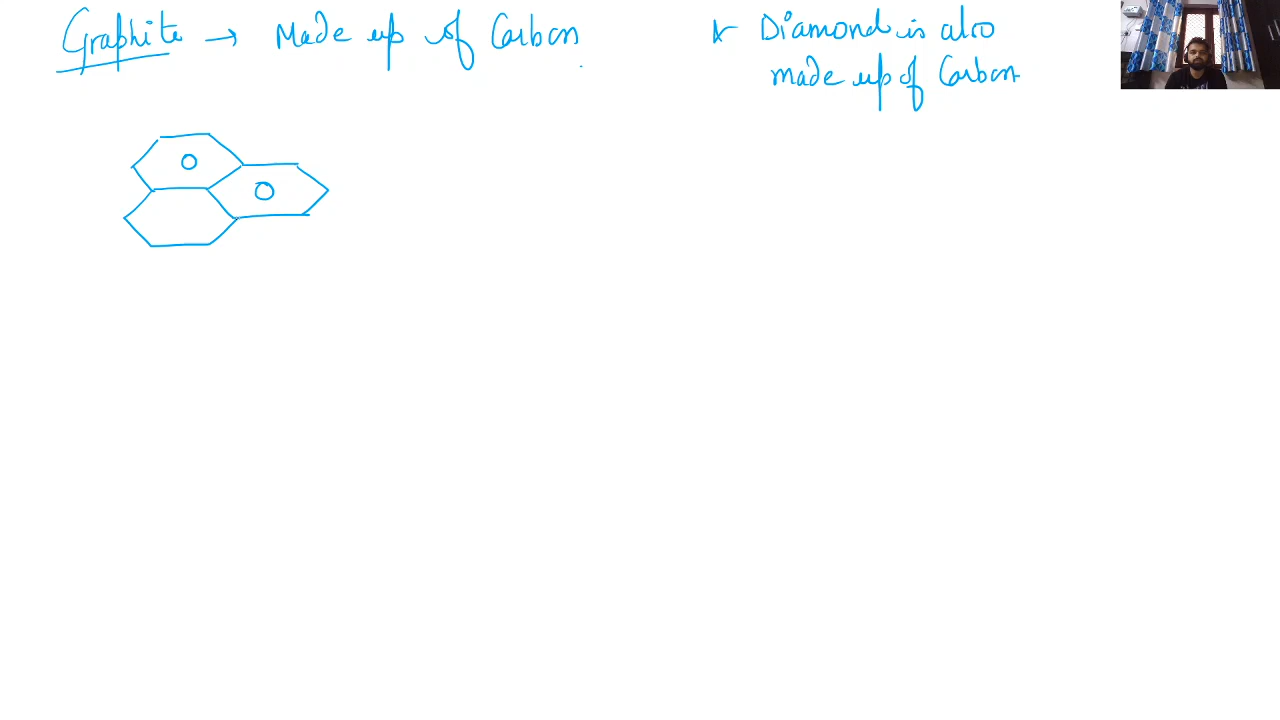 Graphite → Made up of Carbon
* Diamond is also
made up of Carbon